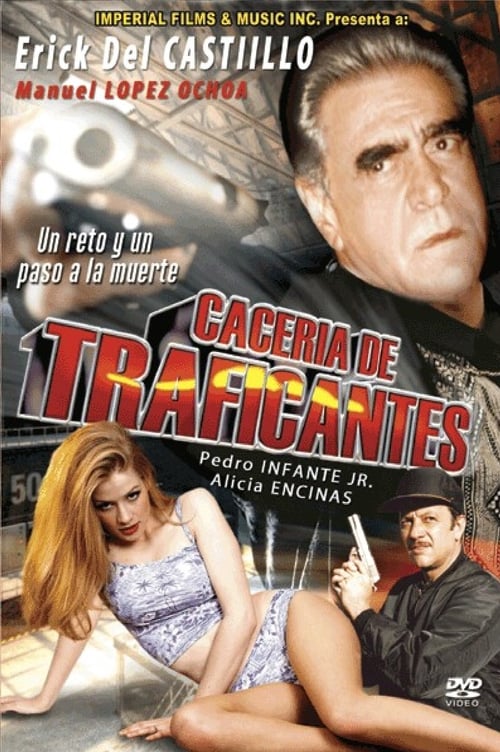 IMPERIAL FILMS & MUSIC INC. Presenta a:
Erick Del CASTIILLO
Manuel LOPEZ OCHOA
Un reto y un
paso a la muerte
CACERIA DE
TRAFICANTES
Pedro INFANTE JR.
Alicia ENCINAS
50
DVD
VIDEO